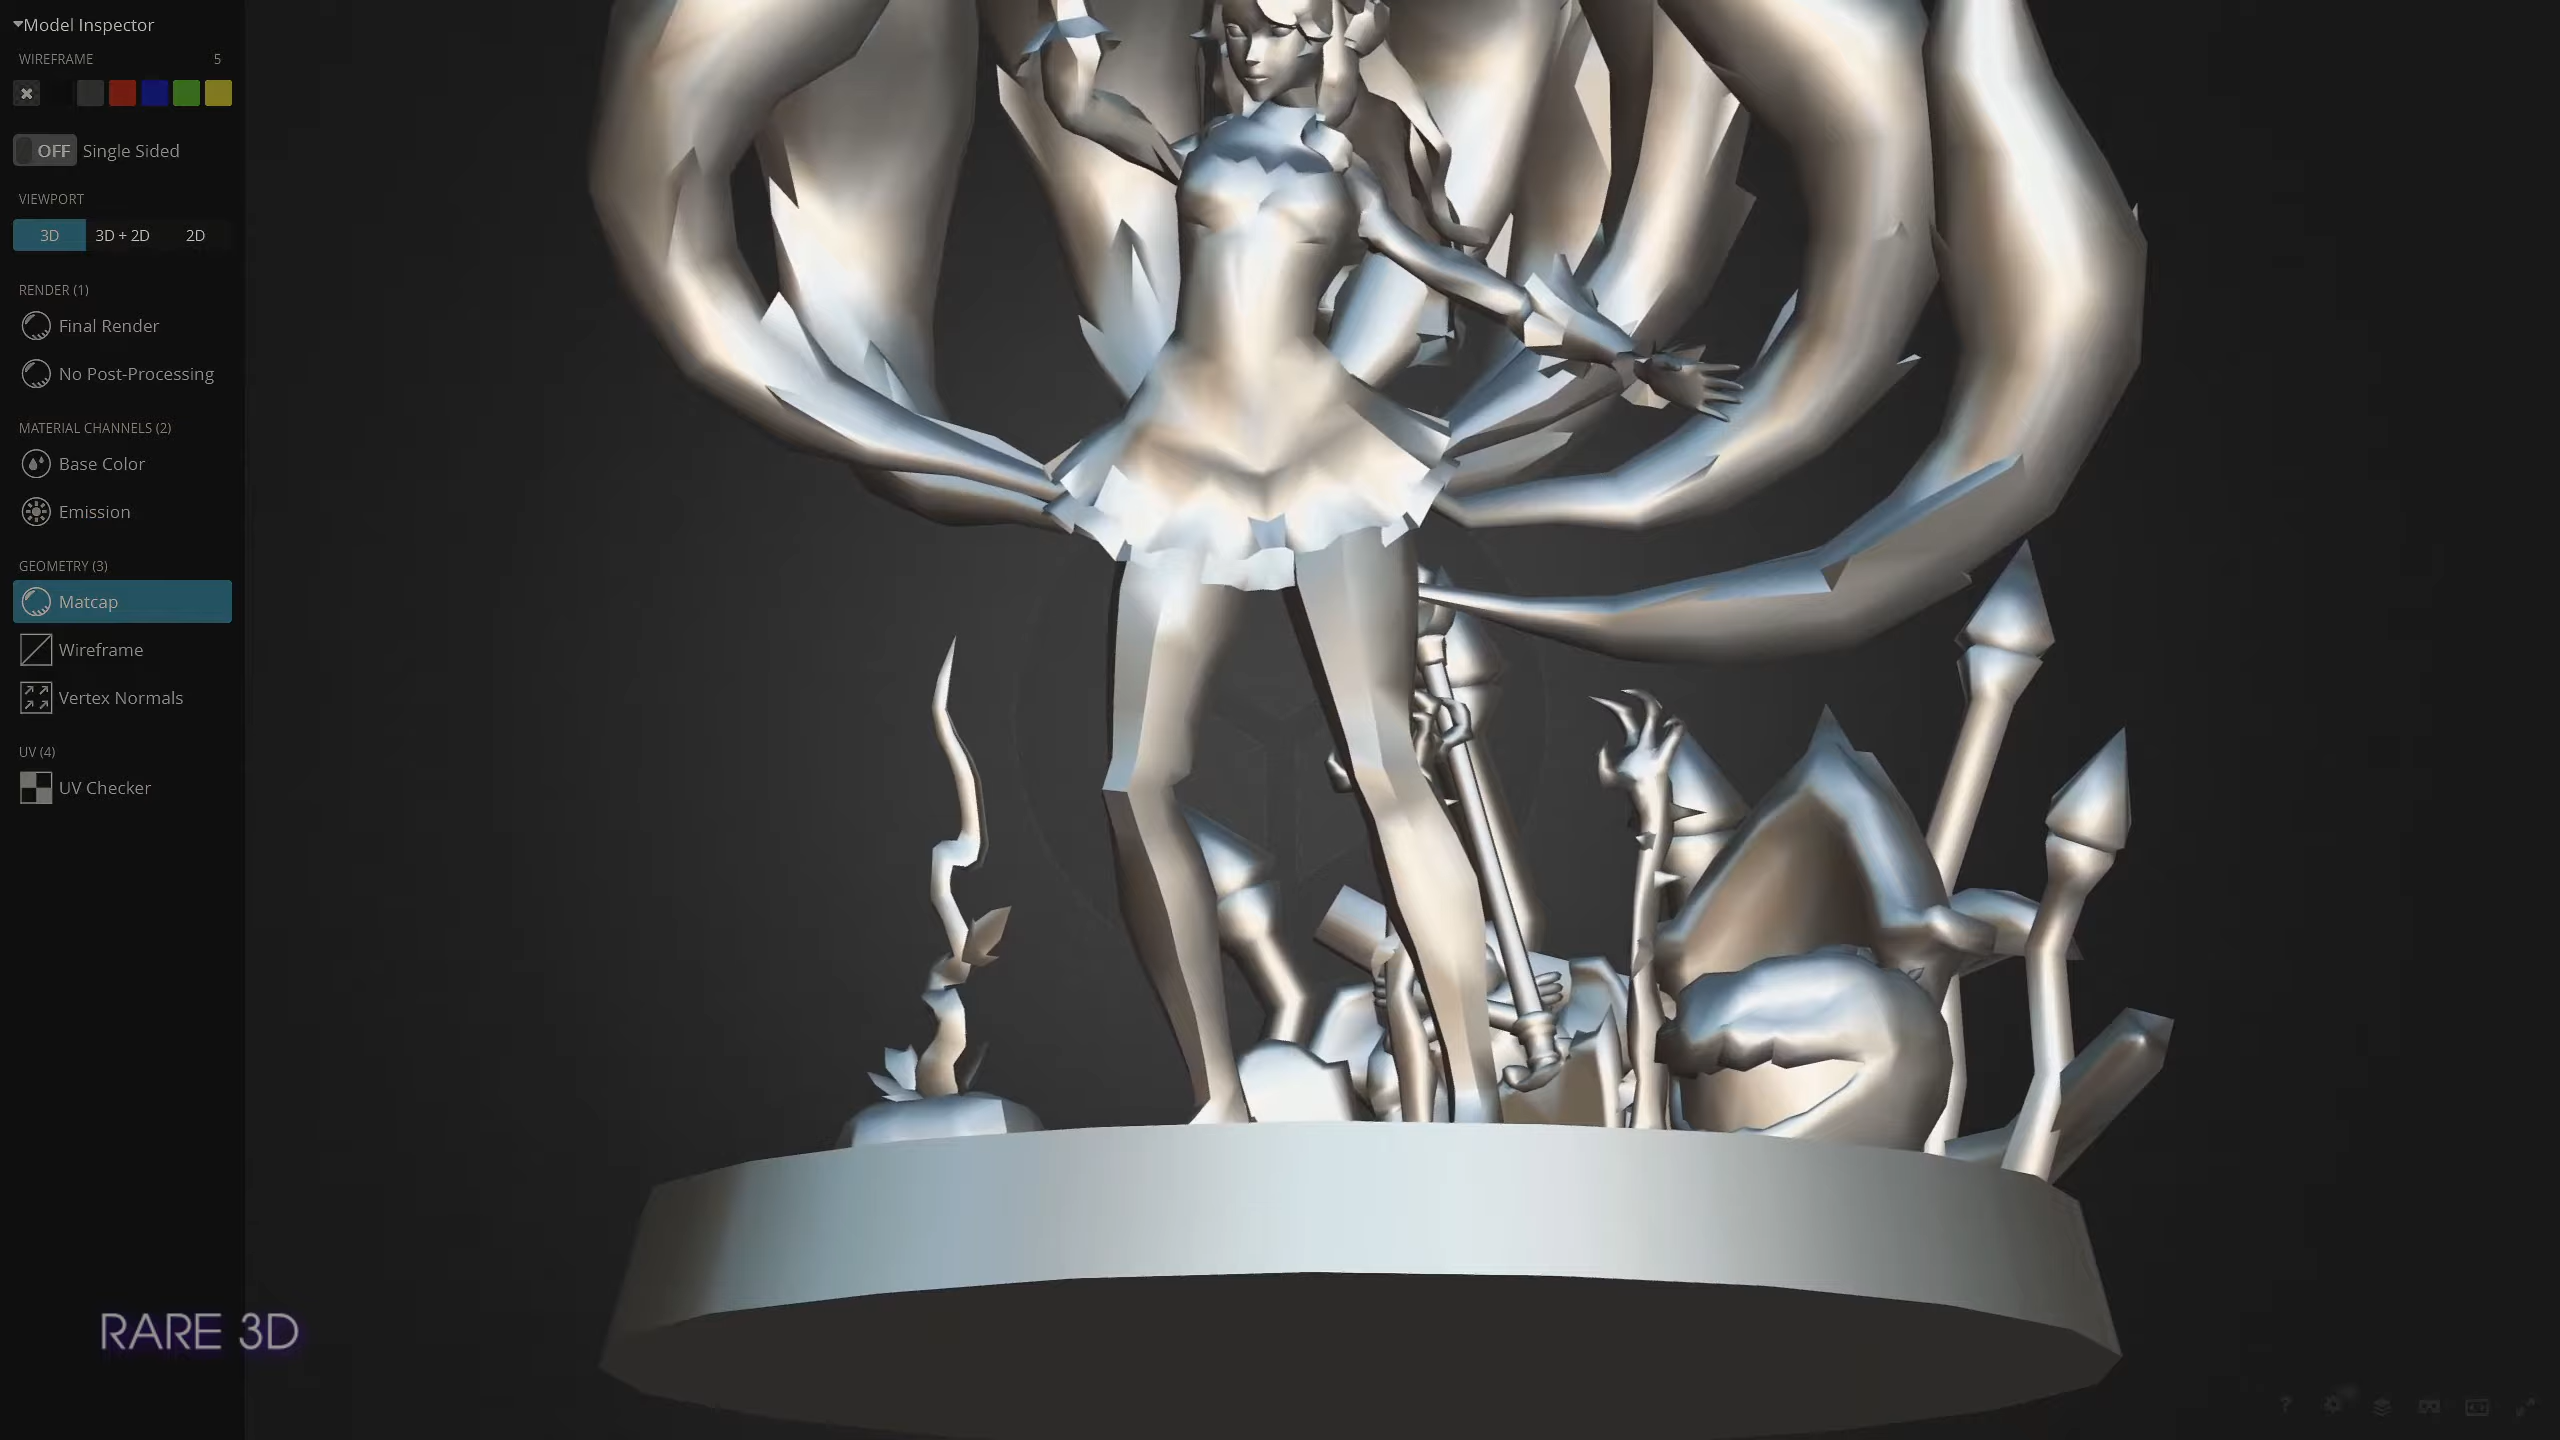 Model Inspector
WIREFRAME 5
OFF Single Sided
VIEWPORT
3D 3D + 2D 2D
RENDER (1)
Final Render
No Post-Processing
MATERIAL CHANNELS (2)
Base Color
Emission
GEOMETRY (3)
Matcap
Wireframe
Vertex Normals
UV (4)
UV Checker
RARE 3D
?